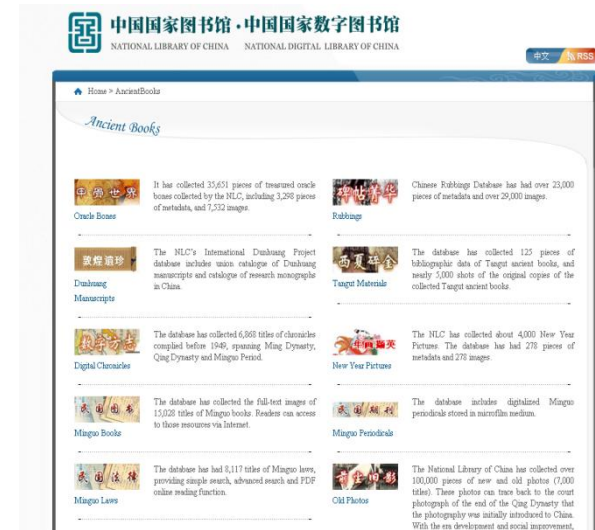 中国国家图书馆·中国国家数字图书馆
NATIONAL LIBRARY OF CHINA NATIONAL DIGITAL LIBRARY OF CHINA
中文 RSS
Home > AncientBooks
Ancient Books
甲骨世界
It has collected 35,651 pieces of treasured oracle
bones collected by the NLC, including 3,298 pieces
of metadata, and 7,532 images.
Oracle Bones
碑帖菁华
Chinese Rubbings Database has had over 23,000
pieces of metadata and over 29,000 images.
Rubbings
敦煌遗珍
The NLC's International Dunhuang Project
database includes union catalogue of Dunhuang
manuscripts and catalogue of research monographs
in China.
Dunhuang
Manuscripts
西夏碎金
The database has collected 125 pieces of
bibliographic data of Tangut ancient books, and
nearly 5,000 shots of the original copies of the
collected Tangut ancient books.
Tangut Materials
数字方志
The database has collected 6,868 titles of chronicles
complied before 1949, spanning Ming Dynasty,
Qing Dynasty and Minguo Period.
Digital Chronicles
年画撷英
The NLC has collected about 4,000 New Year
Pictures. The database has had 278 pieces of
metadata and 278 images.
New Year Pictures
民国图书
The database has collected the full-text images of
15,028 titles of Minguo books. Readers can access
to those resources via Internet.
Minguo Books
民国期刊
The database includes digitalized Minguo
periodicals stored in microfilm medium.
Minguo Periodicals
民国法律
The database has had 8,117 titles of Minguo laws,
providing simple search, advanced search and PDF
online reading function.
Minguo Laws
前尘旧影
The National Library of China has collected over
100,000 pieces of new and old photos (7,000
titles). These photos can trace back to the court
photograph of the end of the Qing Dynasty that
the photography was initially introduced to China.
With the era development and social improvement,
Old Photos